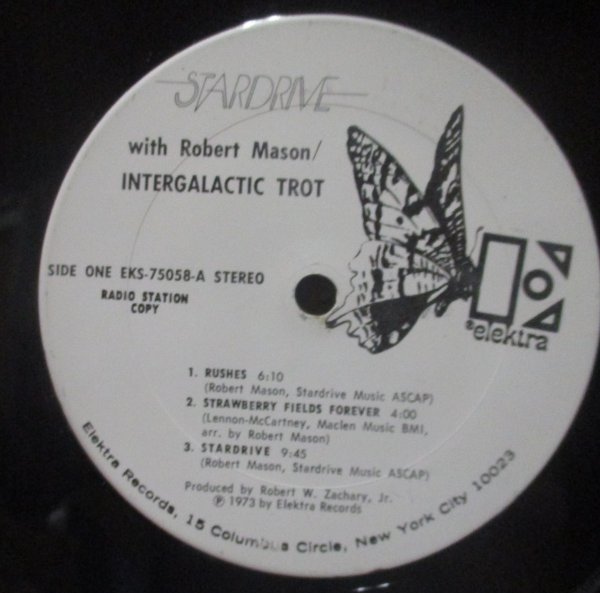 STARDRIVE
with Robert Mason/
INTERGALACTIC TROT
SIDE ONE EKS-75058-A STEREO
RADIO STATION
COPY
elektra
1. RUSHES 6:10
(Robert Mason, Stardrive Music ASCAP)
2. STRAWBERRY FIELDS FOREVER 4:00
(Lennon-McCartney, Maclen Music BMI,
arr. by Robert Mason)
3. STARDRIVE 9:45
(Robert Mason, Stardrive Music ASCAP)
Produced by Robert W. Zachary, Jr.
℗ 1973 by Elektra Records
Elektra Records, 15 Columbus Circle, New York City 10023